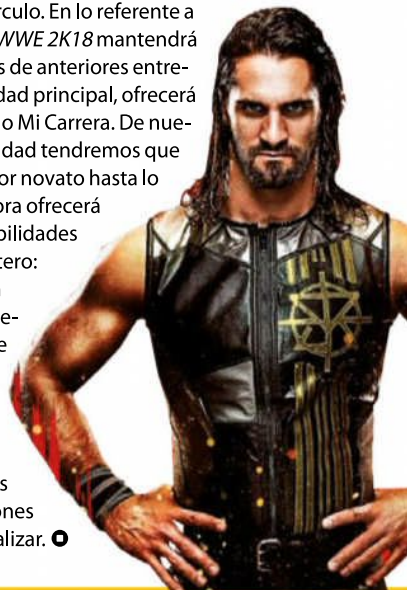 rculo. En lo referente a
WWE 2K18 mantendrá
s de anteriores entre-
dad principal, ofrecerá
o Mi Carrera. De nue-
idad tendremos que
or novato hasta lo
ora ofrecerá
bilidades
tero:
e-
e
s
ones
alizar.